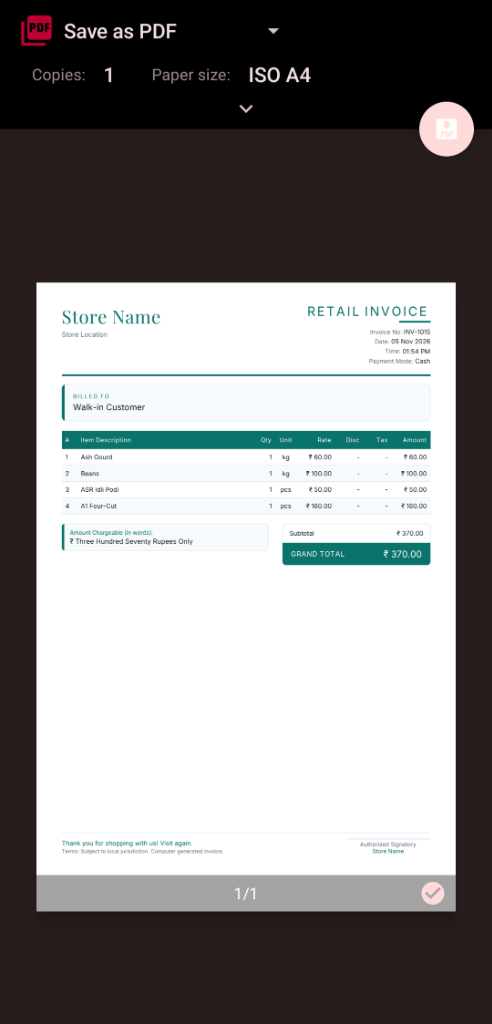 PDF Save as PDF
Copies: 1 Paper size: ISO A4
PDF
Store Name
Store Location
RETAIL INVOICE
Invoice No: INV-1015
Date: 05 Nov 2026
Time: 01:54 PM
Payment Mode: Cash
BILLED TO
Walk-in Customer
# Item Description Qty Unit Rate Disc Tax Amount
1 Ash Gourd 1 kg ₹ 60.00 - - ₹ 60.00
2 Beans 1 kg ₹ 100.00 - - ₹ 100.00
3 ASR Idli Podi 1 pcs ₹ 50.00 - - ₹ 50.00
4 A1 Four-Cut 1 pcs ₹ 160.00 - - ₹ 160.00
Amount Chargeable (in words):
₹ Three Hundred Seventy Rupees Only
Subtotal ₹ 370.00
GRAND TOTAL ₹ 370.00
Thank you for shopping with us! Visit again.
Terms: Subject to local jurisdiction. Computer generated invoice.
Authorized Signatory
Store Name
1/1